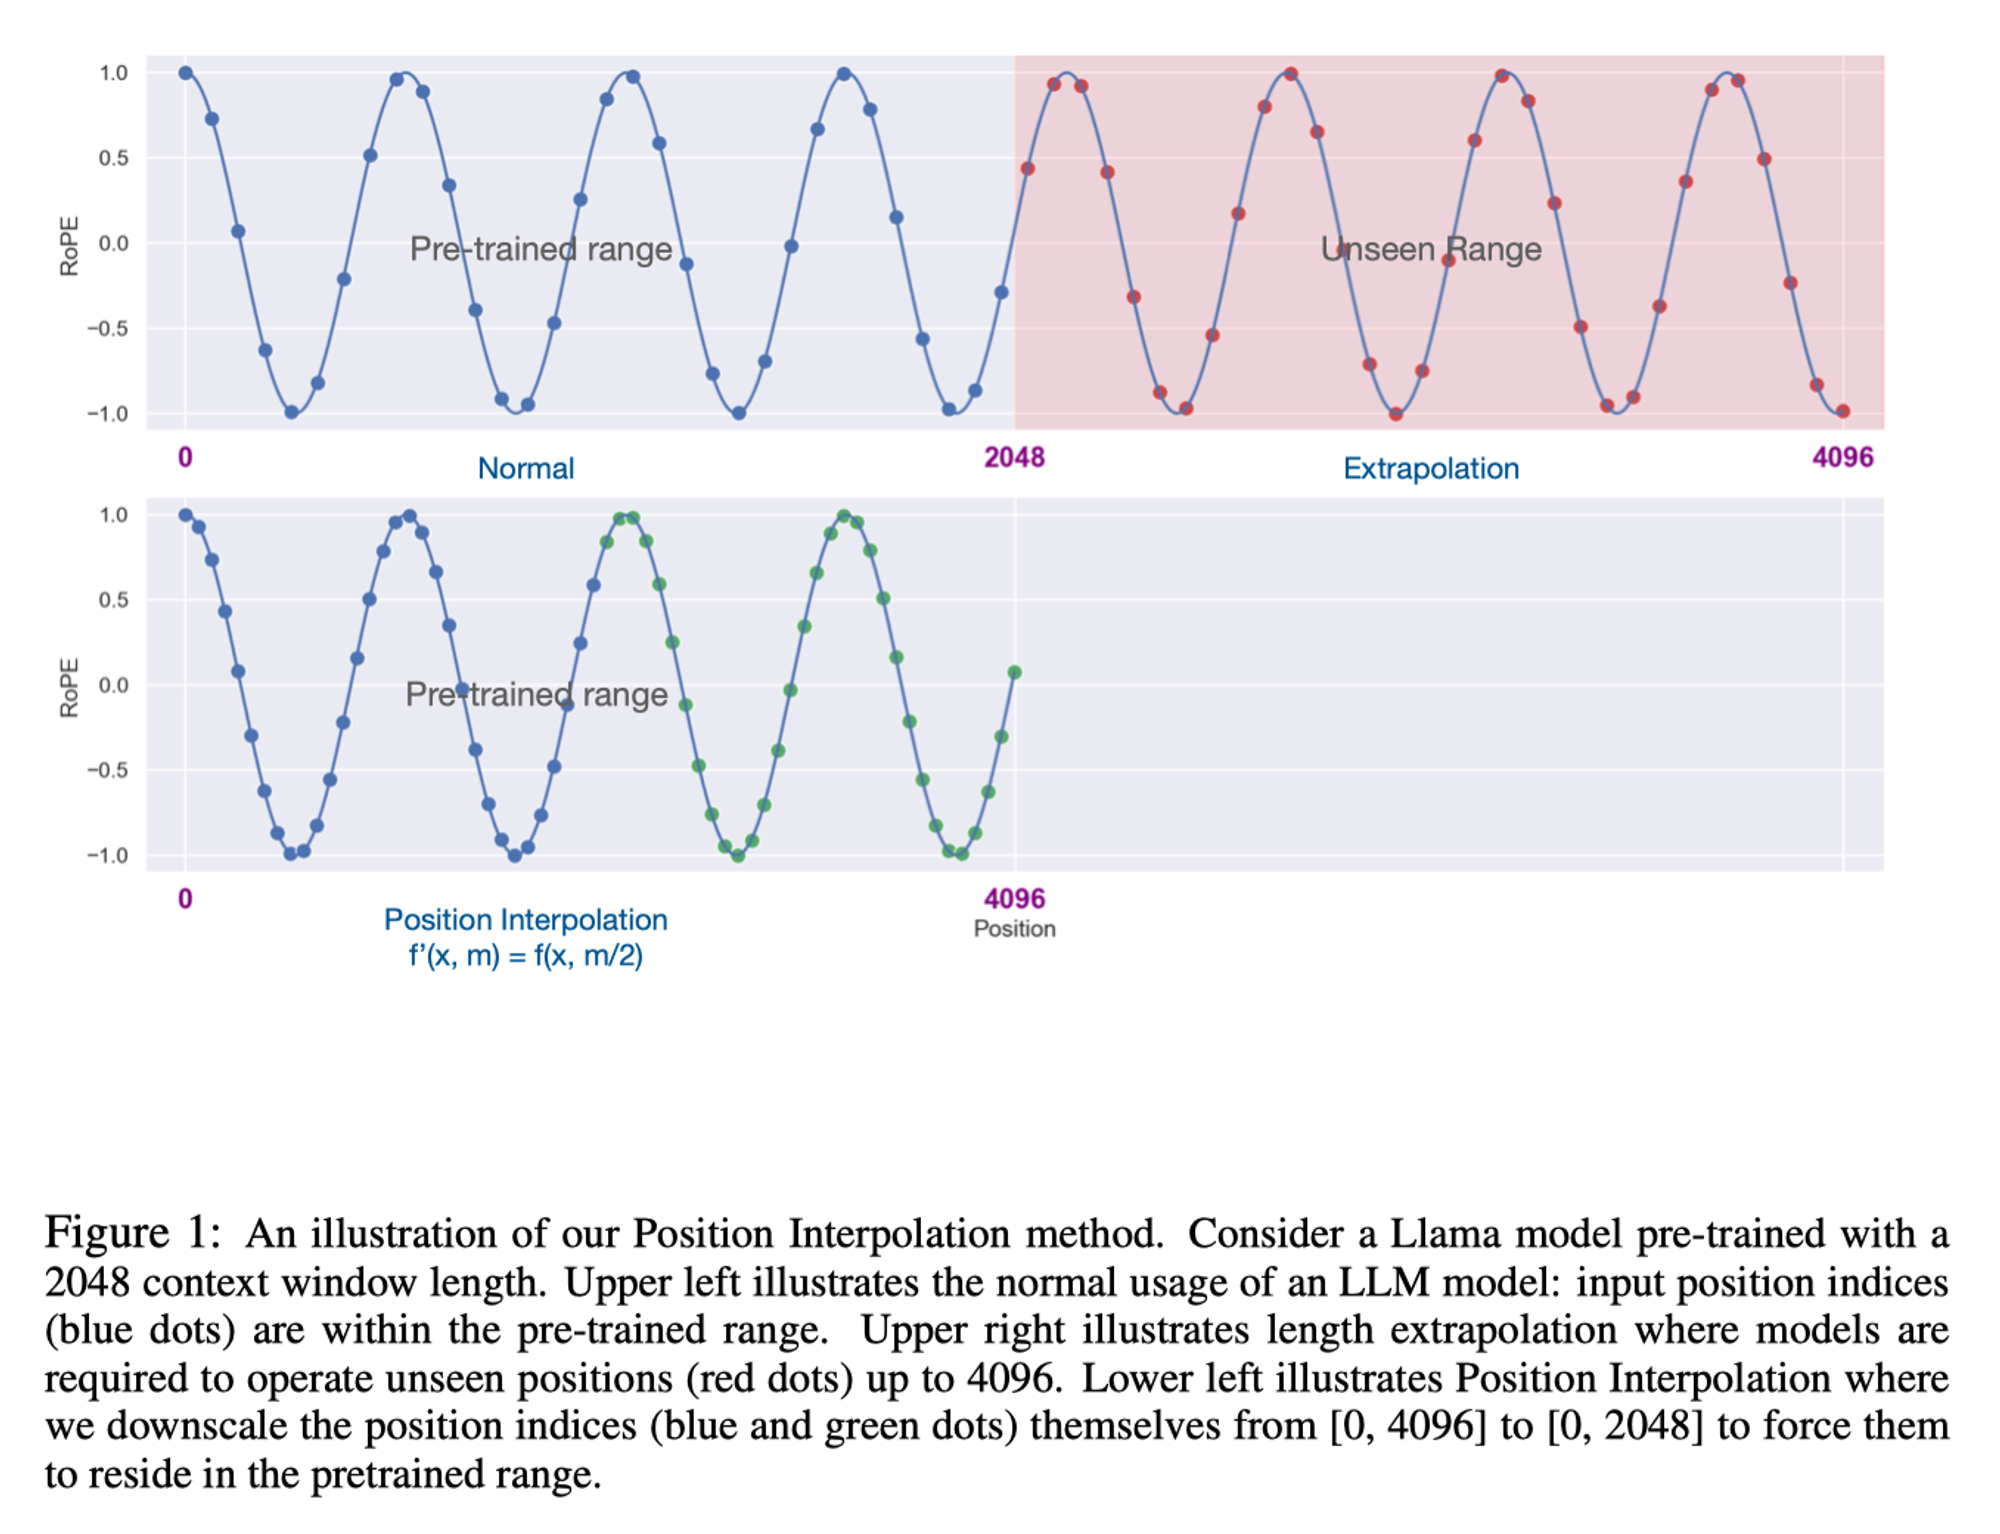 1.0
0.5
0.0
−0.5
−1.0
RoPE
Pre-trained range
Unseen Range
0
2048
4096
Normal
Extrapolation
1.0
0.5
0.0
−0.5
−1.0
RoPE
Pre-trained range
0
4096
Position
Position Interpolation
f’(x, m) = f(x, m/2)
Figure 1: An illustration of our Position Interpolation method. Consider a Llama model pre-trained with a
2048 context window length. Upper left illustrates the normal usage of an LLM model: input position indices
(blue dots) are within the pre-trained range. Upper right illustrates length extrapolation where models are
required to operate unseen positions (red dots) up to 4096. Lower left illustrates Position Interpolation where
we downscale the position indices (blue and green dots) themselves from [0, 4096] to [0, 2048] to force them
to reside in the pretrained range.